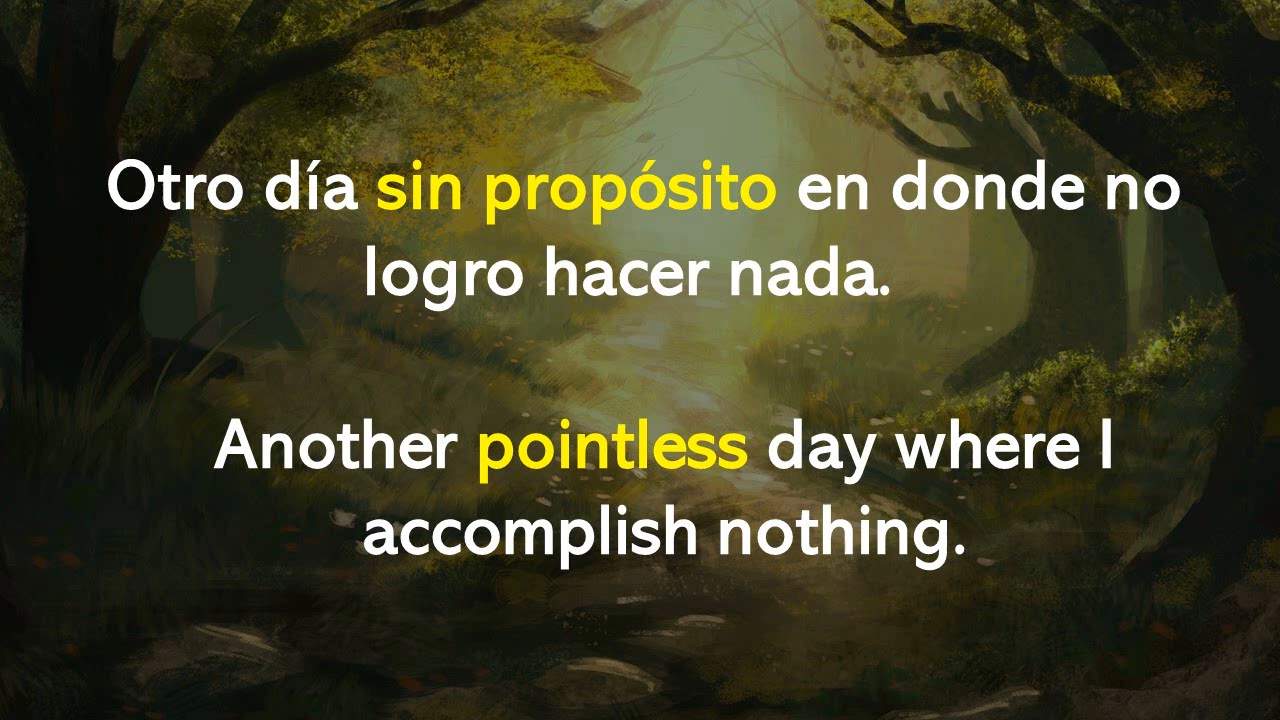 Otro día sin propósito en donde no
logro hacer nada.
Another pointless day where I
accomplish nothing.